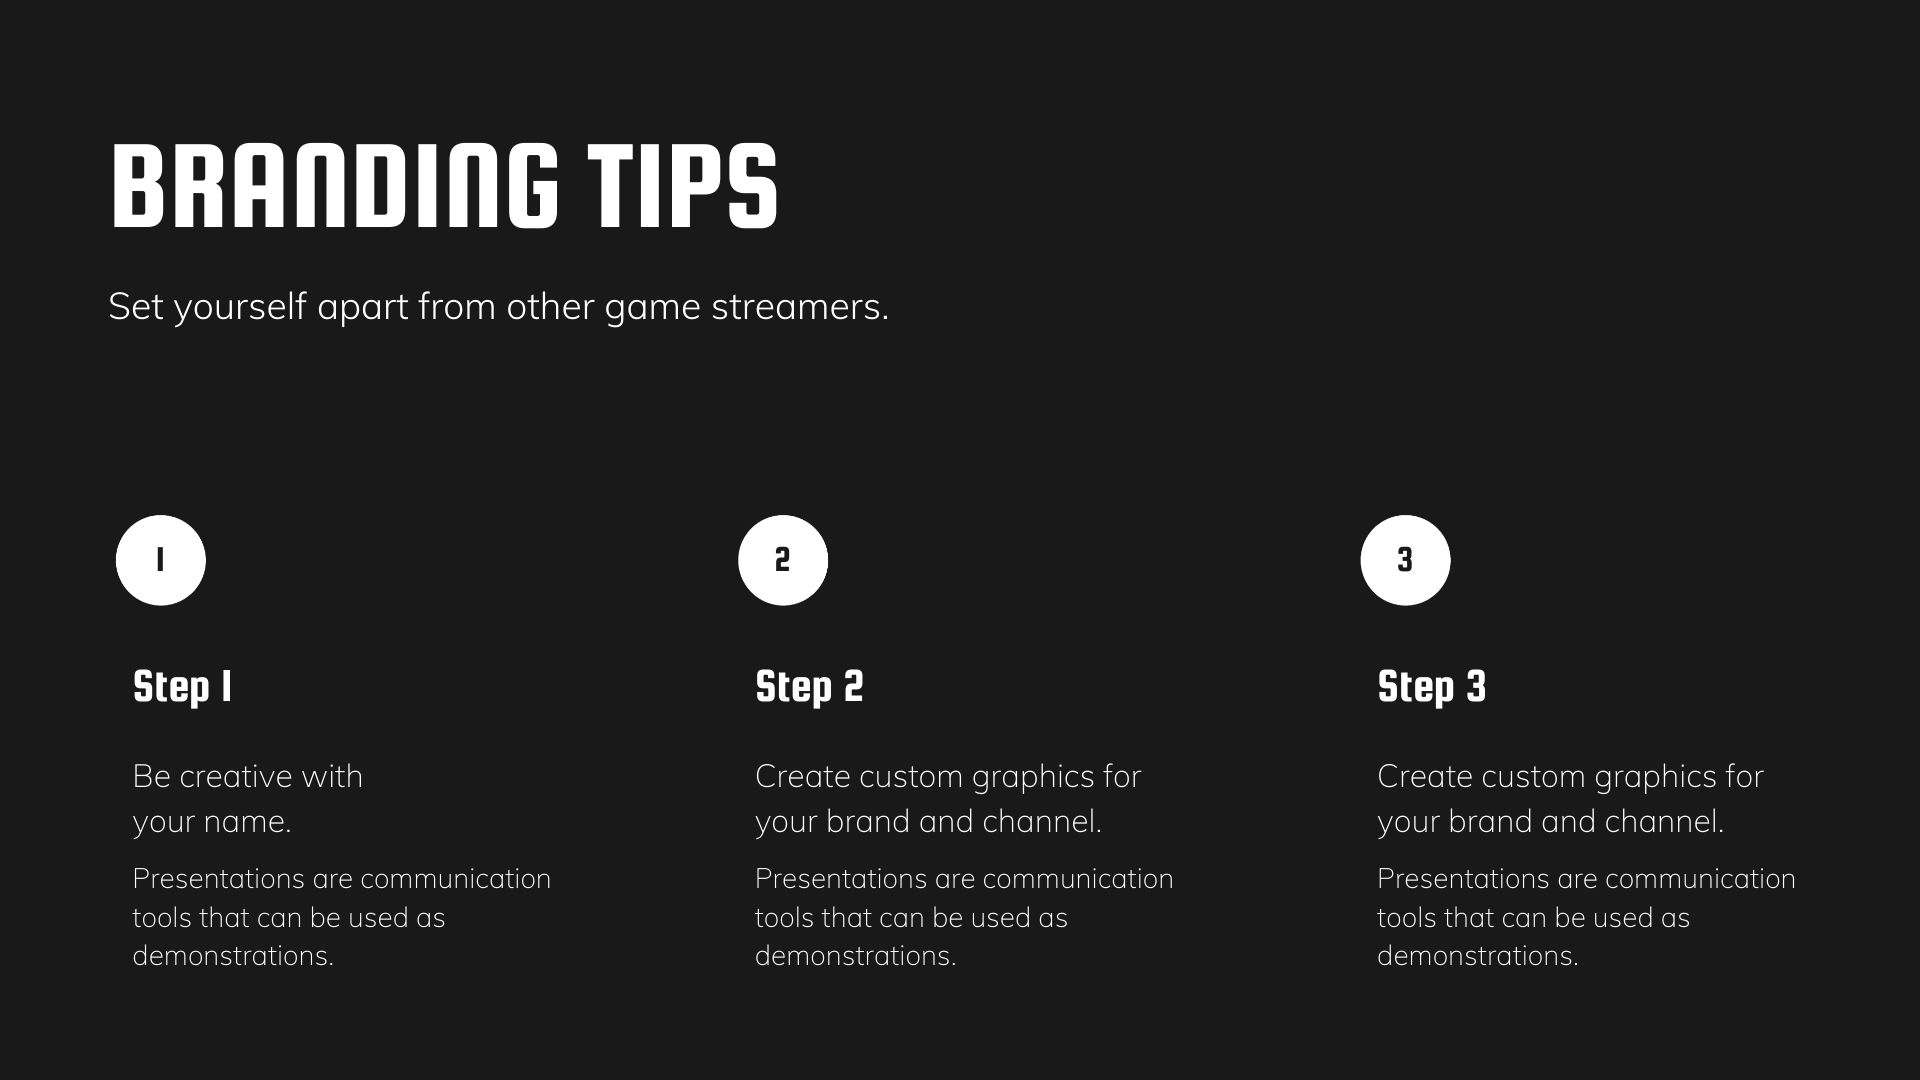 BRANDING TIPS
Set yourself apart from other game streamers.
1
Step 1
Be creative with
your name.
Presentations are communication
tools that can be used as
demonstrations.
2
Step 2
Create custom graphics for
your brand and channel.
Presentations are communication
tools that can be used as
demonstrations.
3
Step 3
Create custom graphics for
your brand and channel.
Presentations are communication
tools that can be used as
demonstrations.